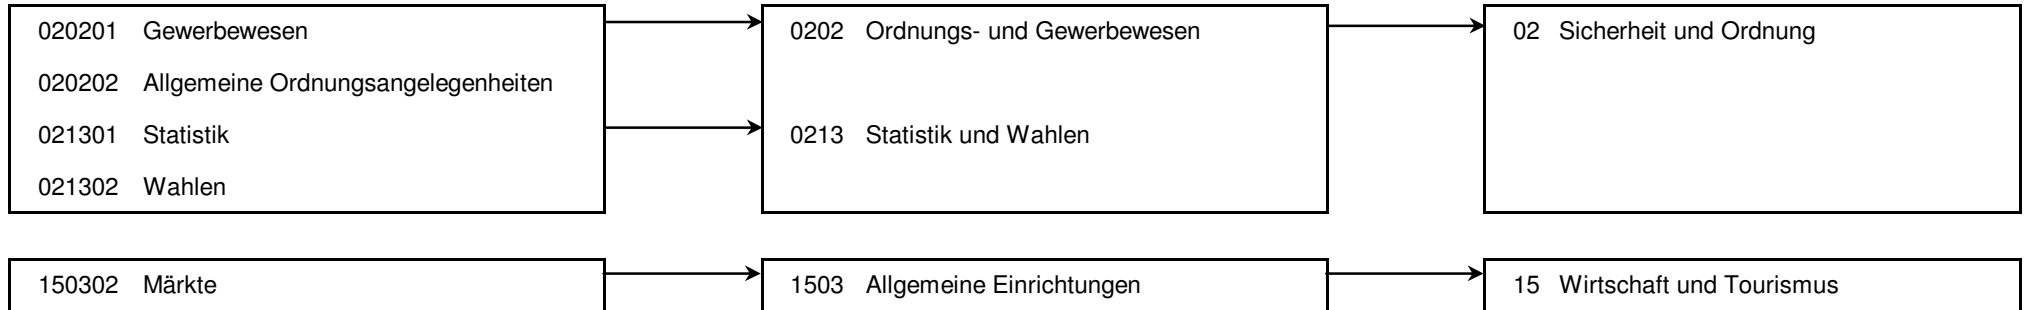 020201 Gewerbewesen 0202 Ordnungs- und Gewerbewesen 02 Sicherheit und Ordnung
020202 Allgemeine Ordnungsangelegenheiten
021301 Statistik 0213 Statistik und Wahlen
021302 Wahlen
150302 Märkte 1503 Allgemeine Einrichtungen 15 Wirtschaft und Tourismus